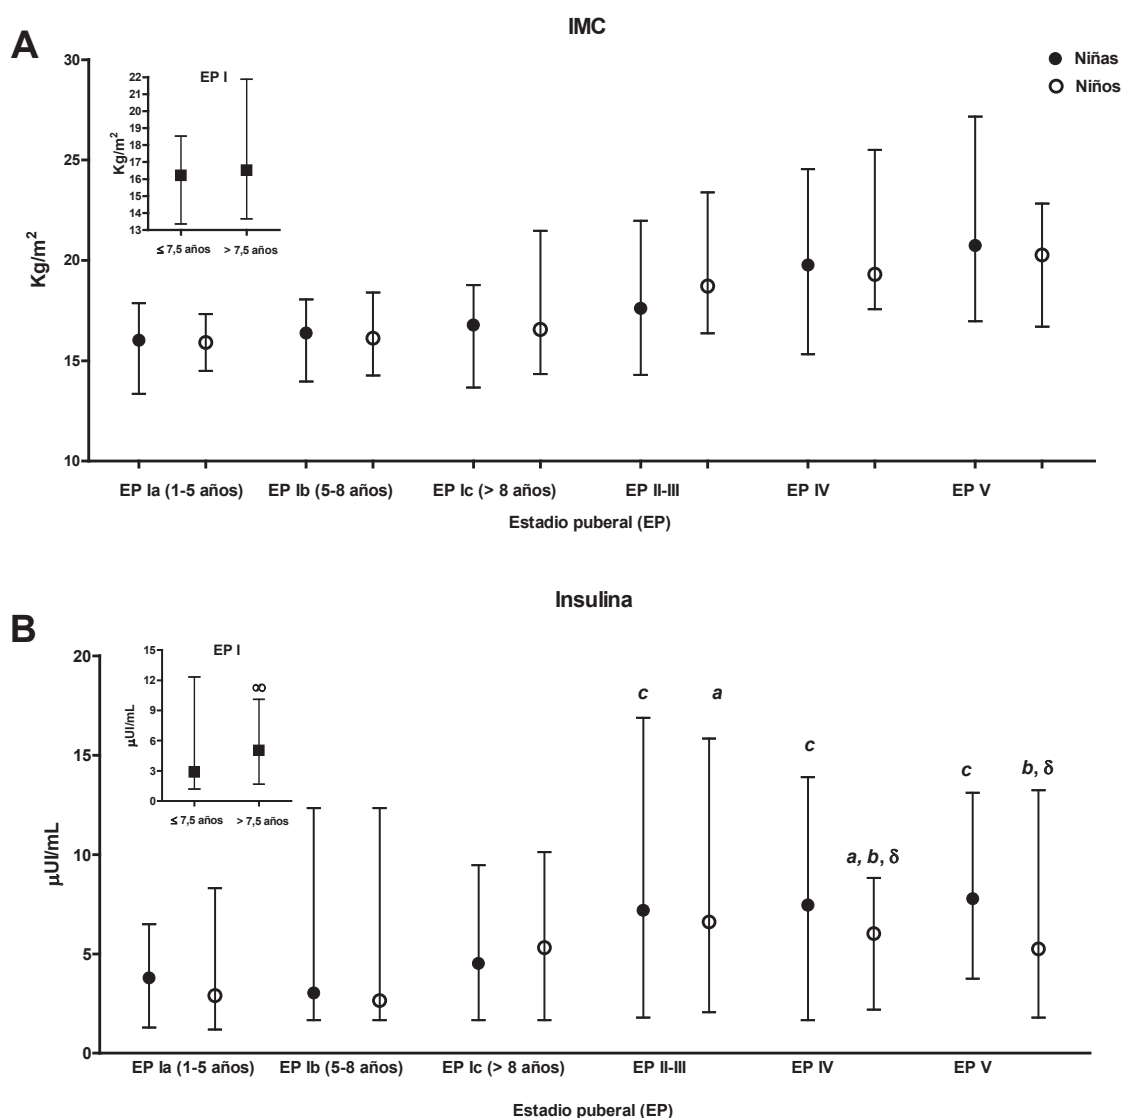 IMC
A
30
25
20
15
10
Kg/m²
EP I
22
21
20
19
18
17
16
15
14
13
Kg/m²
≤ 7,5 años > 7,5 años
Niñas
Niños
EP Ia (1-5 años) EP Ib (5-8 años) EP Ic (> 8 años) EP II-III EP IV EP V
Estadio puberal (EP)
Insulina
B
20
15
10
5
0
μUI/mL
EP I
15
12
9
6
3
0
μUI/mL
∞
≤ 7,5 años > 7,5 años
c a
c
a, b, δ
c b, δ
EP Ia (1-5 años) EP Ib (5-8 años) EP Ic (> 8 años) EP II-III EP IV EP V
Estadio puberal (EP)